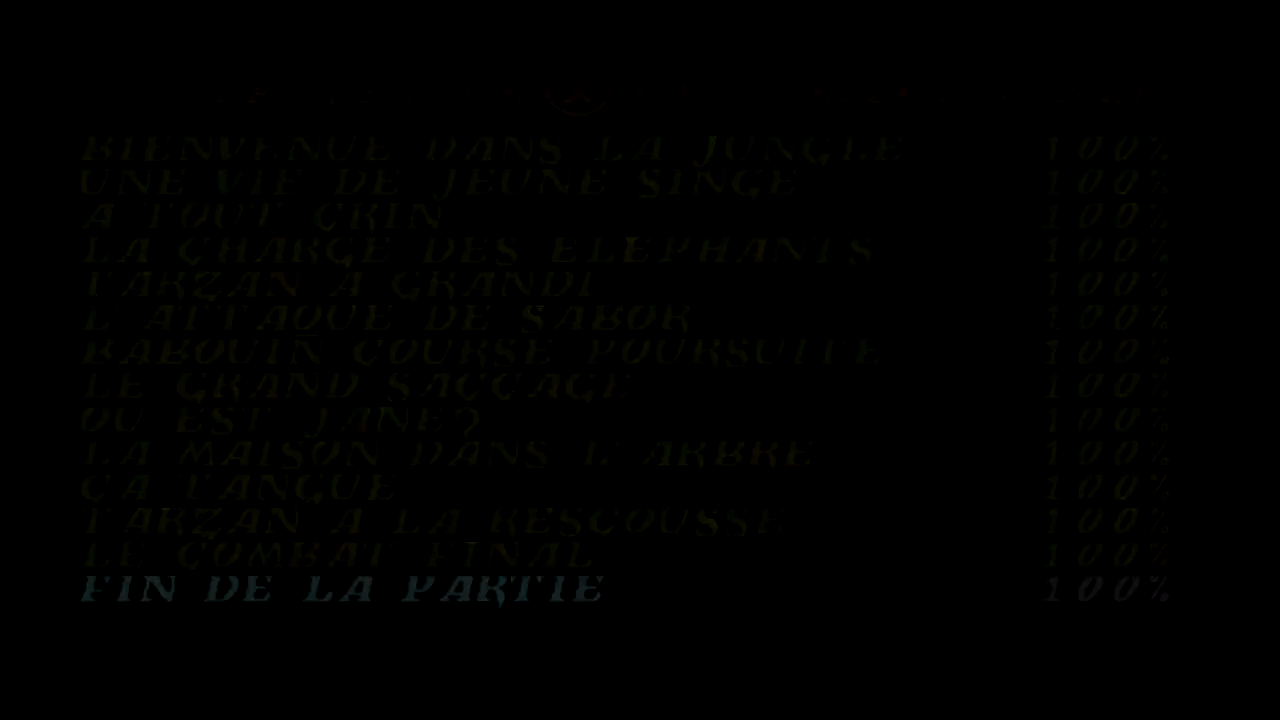 BIENVENUE DANS LA JUNGLE 100%
UNE VIE DE JEUNE SINGE 100%
A TOUT CRIN 100%
LA CHARGE DES ELEPHANTS 100%
TARZAN A GRANDI 100%
L'ATTAQUE DE SABOR 100%
BABOUIN COURSE POURSUITE 100%
LE GRAND SACCAGE 100%
OU EST JANE? 100%
LA MAISON DANS L'ARBRE 100%
CA TANGUE 100%
TARZAN A LA RESCOUSSE 100%
LE COMBAT FINAL 100%
FIN DE LA PARTIE 100%